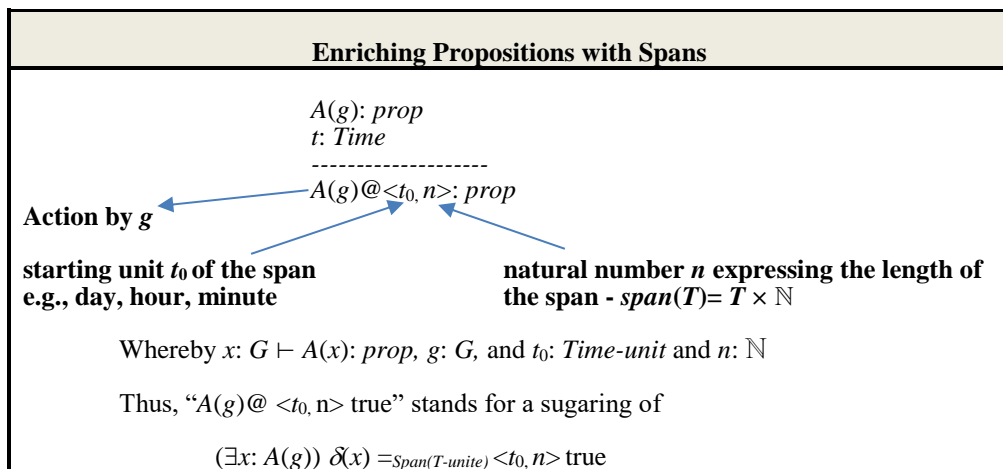 Enriching Propositions with Spans
A(g): prop
t: Time
--------------------
A(g)@<t₀, n>: prop
Action by g
starting unit t₀ of the span
e.g., day, hour, minute
natural number n expressing the length of
the span - span(T)= T × ℕ
Whereby x: G ⊢ A(x): prop, g: G, and t₀: Time-unit and n: ℕ
Thus, “A(g)@ <t₀, n> true” stands for a sugaring of
(∃x: A(g)) δ(x) =Span(T-unite) <t₀, n> true